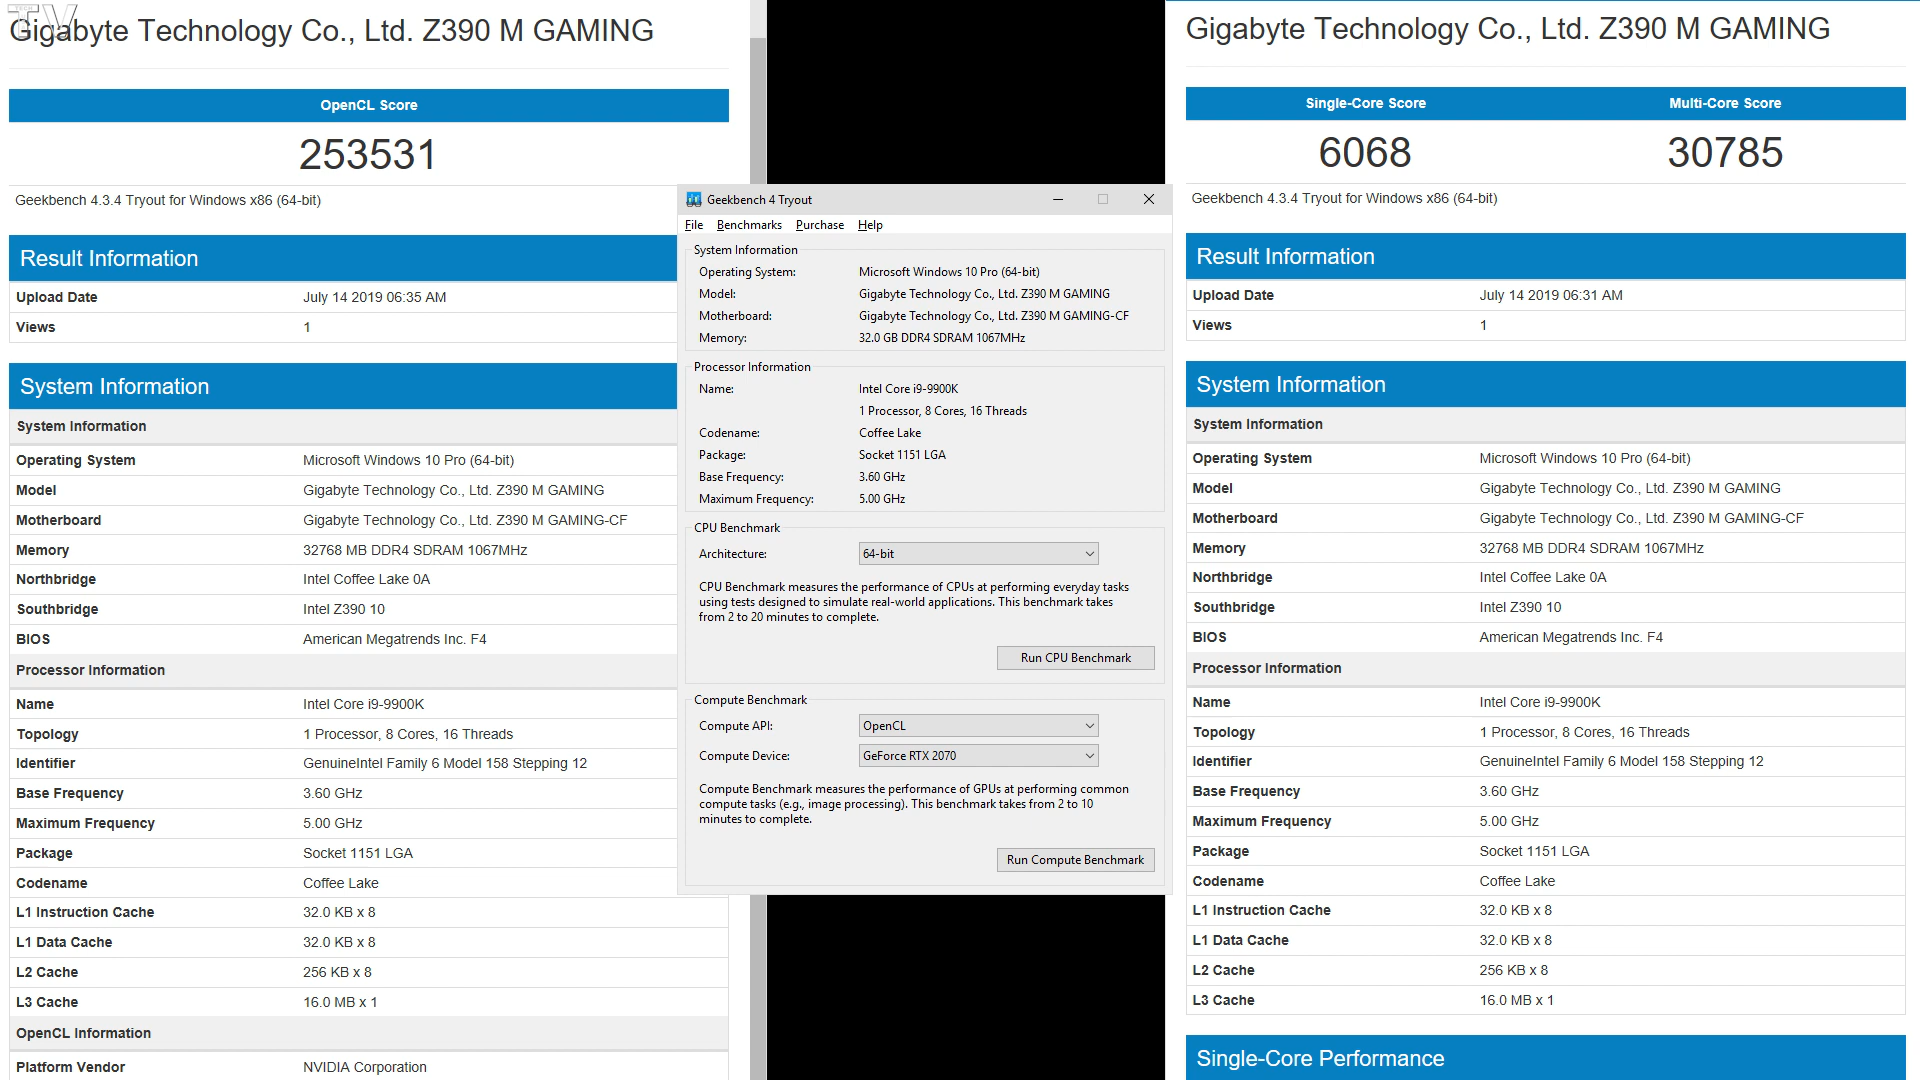 TECH
TV
Gigabyte Technology Co., Ltd. Z390 M GAMING
OpenCL Score
253531
Geekbench 4.3.4 Tryout for Windows x86 (64-bit)
Result Information
Upload Date July 14 2019 06:35 AM
Views 1
System Information
System Information
Operating System Microsoft Windows 10 Pro (64-bit)
Model Gigabyte Technology Co., Ltd. Z390 M GAMING
Motherboard Gigabyte Technology Co., Ltd. Z390 M GAMING-CF
Memory 32768 MB DDR4 SDRAM 1067MHz
Northbridge Intel Coffee Lake 0A
Southbridge Intel Z390 10
BIOS American Megatrends Inc. F4
Processor Information
Name Intel Core i9-9900K
Topology 1 Processor, 8 Cores, 16 Threads
Identifier GenuineIntel Family 6 Model 158 Stepping 12
Base Frequency 3.60 GHz
Maximum Frequency 5.00 GHz
Package Socket 1151 LGA
Codename Coffee Lake
L1 Instruction Cache 32.0 KB x 8
L1 Data Cache 32.0 KB x 8
L2 Cache 256 KB x 8
L3 Cache 16.0 MB x 1
OpenCL Information
Platform Vendor NVIDIA Corporation
Geekbench 4 Tryout
File Benchmarks Purchase Help
System Information
Operating System: Microsoft Windows 10 Pro (64-bit)
Model: Gigabyte Technology Co., Ltd. Z390 M GAMING
Motherboard: Gigabyte Technology Co., Ltd. Z390 M GAMING-CF
Memory: 32.0 GB DDR4 SDRAM 1067MHz
Processor Information
Name: Intel Core i9-9900K
1 Processor, 8 Cores, 16 Threads
Codename: Coffee Lake
Package: Socket 1151 LGA
Base Frequency: 3.60 GHz
Maximum Frequency: 5.00 GHz
CPU Benchmark
Architecture: 64-bit
CPU Benchmark measures the performance of CPUs at performing everyday tasks
using tests designed to simulate real-world applications. This benchmark takes
from 2 to 20 minutes to complete.
Run CPU Benchmark
Compute Benchmark
Compute API: OpenCL
Compute Device: GeForce RTX 2070
Compute Benchmark measures the performance of GPUs at performing common
compute tasks (e.g., image processing). This benchmark takes from 2 to 10
minutes to complete.
Run Compute Benchmark
Gigabyte Technology Co., Ltd. Z390 M GAMING
Single-Core Score Multi-Core Score
6068 30785
Geekbench 4.3.4 Tryout for Windows x86 (64-bit)
Result Information
Upload Date July 14 2019 06:31 AM
Views 1
System Information
System Information
Operating System Microsoft Windows 10 Pro (64-bit)
Model Gigabyte Technology Co., Ltd. Z390 M GAMING
Motherboard Gigabyte Technology Co., Ltd. Z390 M GAMING-CF
Memory 32768 MB DDR4 SDRAM 1067MHz
Northbridge Intel Coffee Lake 0A
Southbridge Intel Z390 10
BIOS American Megatrends Inc. F4
Processor Information
Name Intel Core i9-9900K
Topology 1 Processor, 8 Cores, 16 Threads
Identifier GenuineIntel Family 6 Model 158 Stepping 12
Base Frequency 3.60 GHz
Maximum Frequency 5.00 GHz
Package Socket 1151 LGA
Codename Coffee Lake
L1 Instruction Cache 32.0 KB x 8
L1 Data Cache 32.0 KB x 8
L2 Cache 256 KB x 8
L3 Cache 16.0 MB x 1
Single-Core Performance